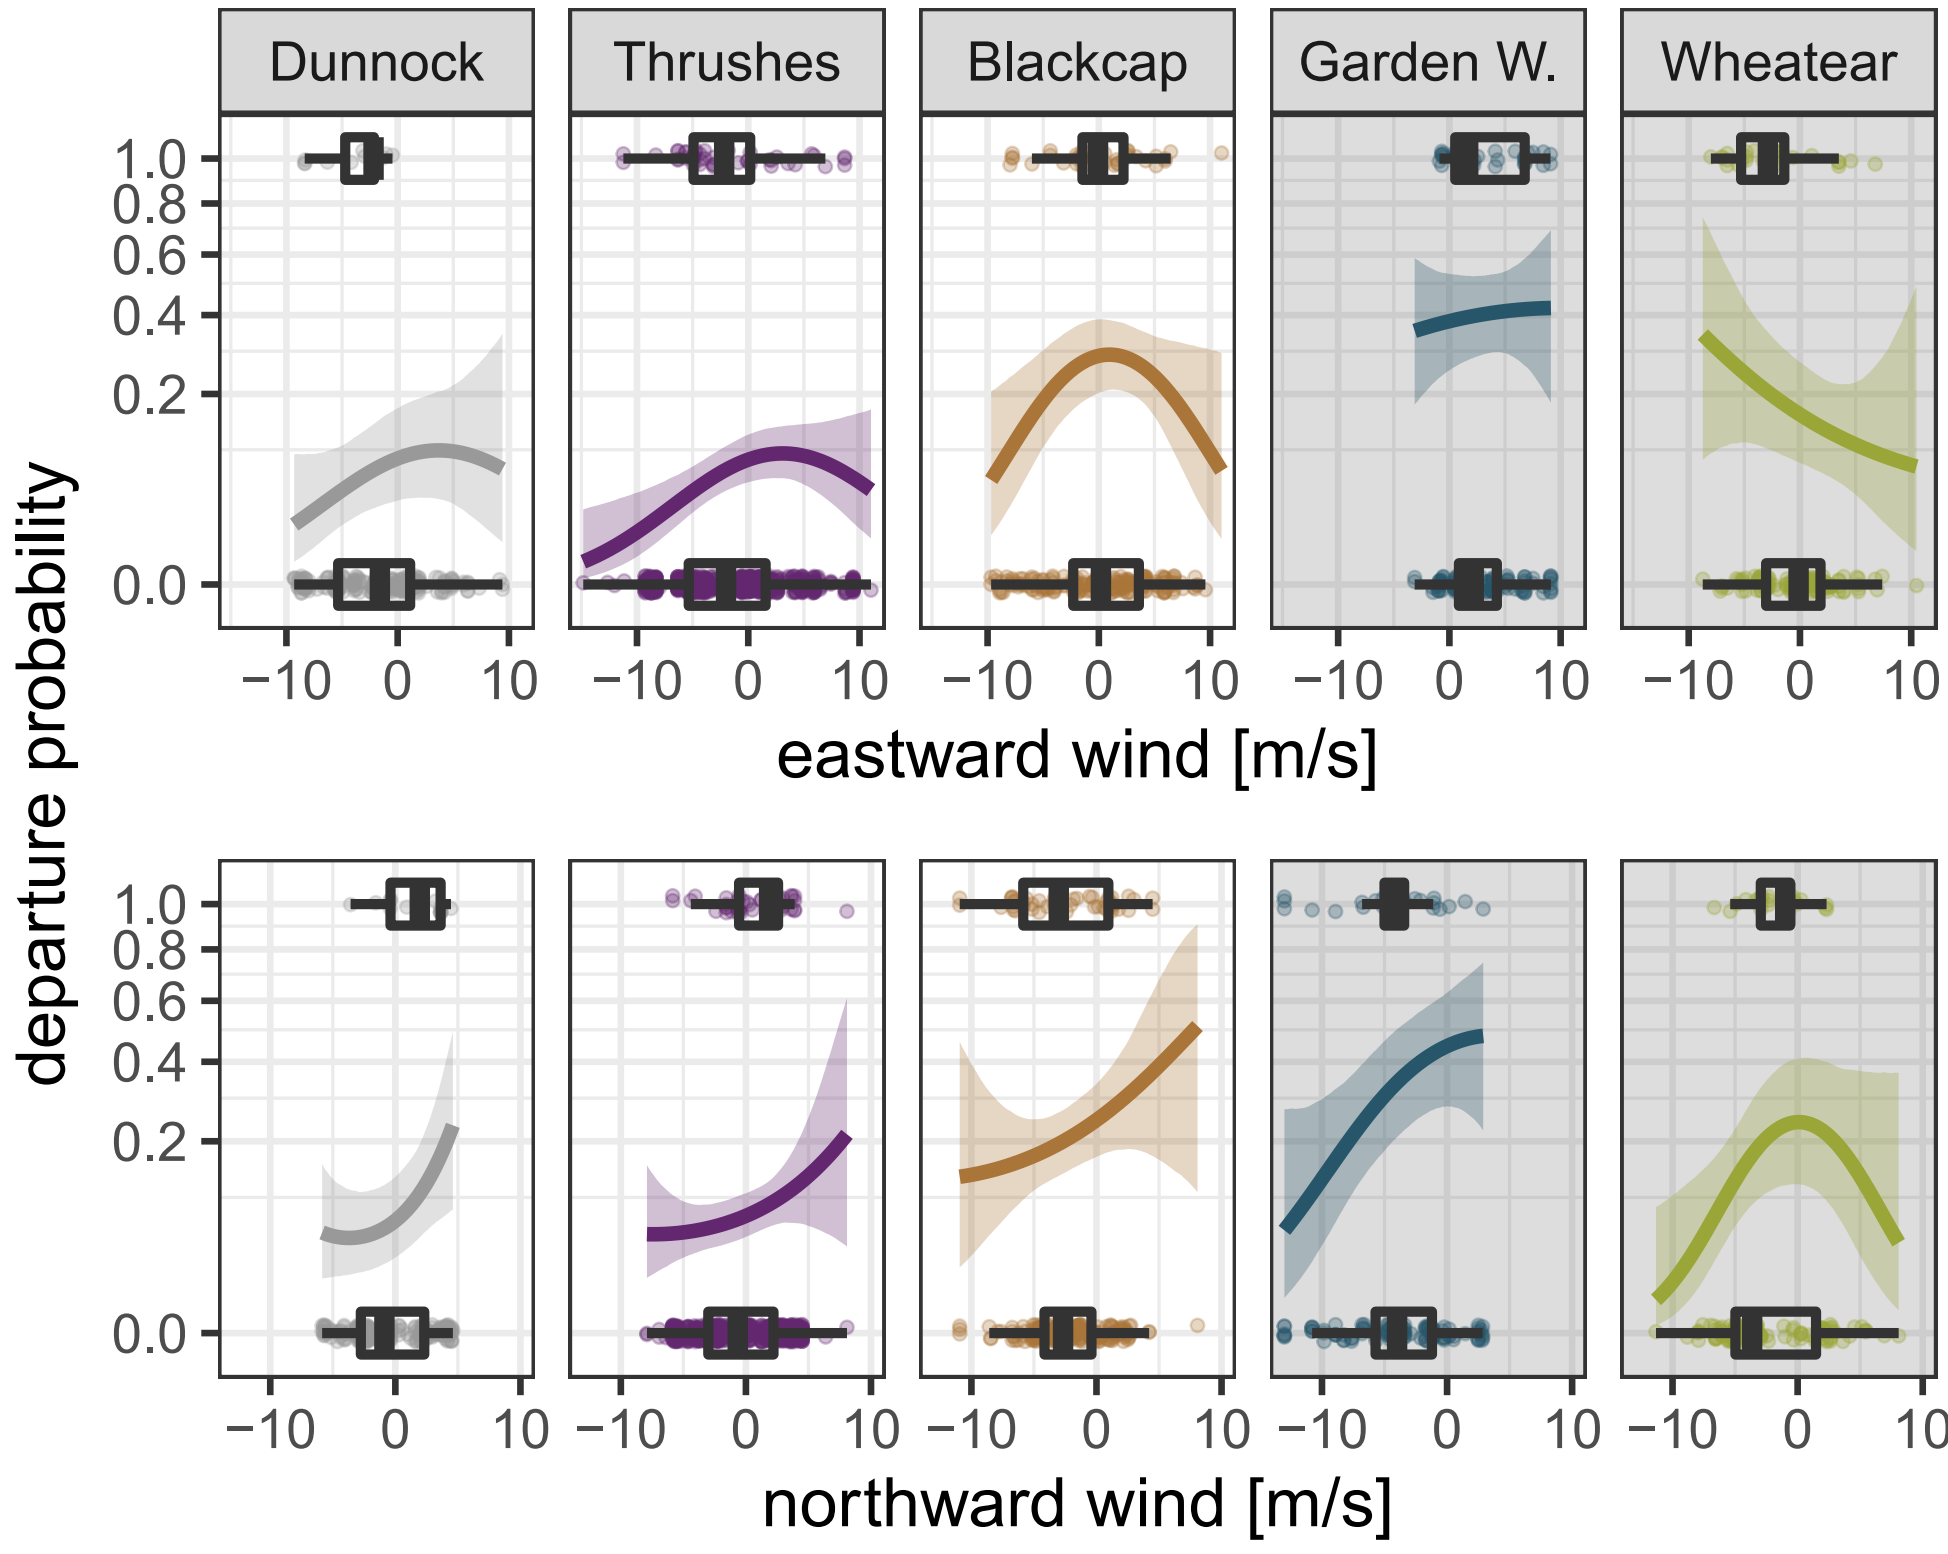 Dunnock Thrushes Blackcap Garden W. Wheatear
1.0
0.8
0.6
0.4
0.2
0.0
−10 0 10 −10 0 10 −10 0 10 −10 0 10 −10 0 10
eastward wind [m/s]
departure probability
1.0
0.8
0.6
0.4
0.2
0.0
−10 0 10 −10 0 10 −10 0 10 −10 0 10 −10 0 10
northward wind [m/s]